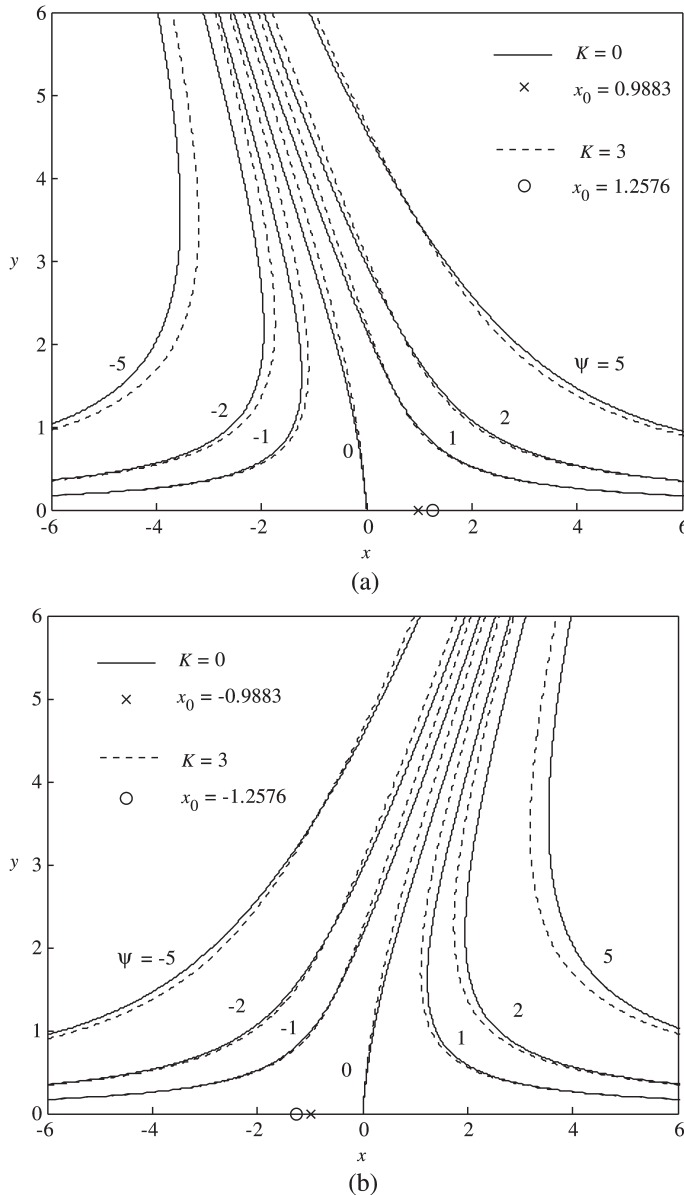 6
5
4
3
2
1
0
y
-6
-4
-2
0
2
4
6
x
K = 0
x0 = 0.9883
K = 3
x0 = 1.2576
-5
-2
-1
0
1
2
ψ = 5
(a)
6
5
4
3
2
1
0
y
-6
-4
-2
0
2
4
6
x
K = 0
x0 = -0.9883
K = 3
x0 = -1.2576
ψ = -5
-2
-1
0
1
2
5
(b)